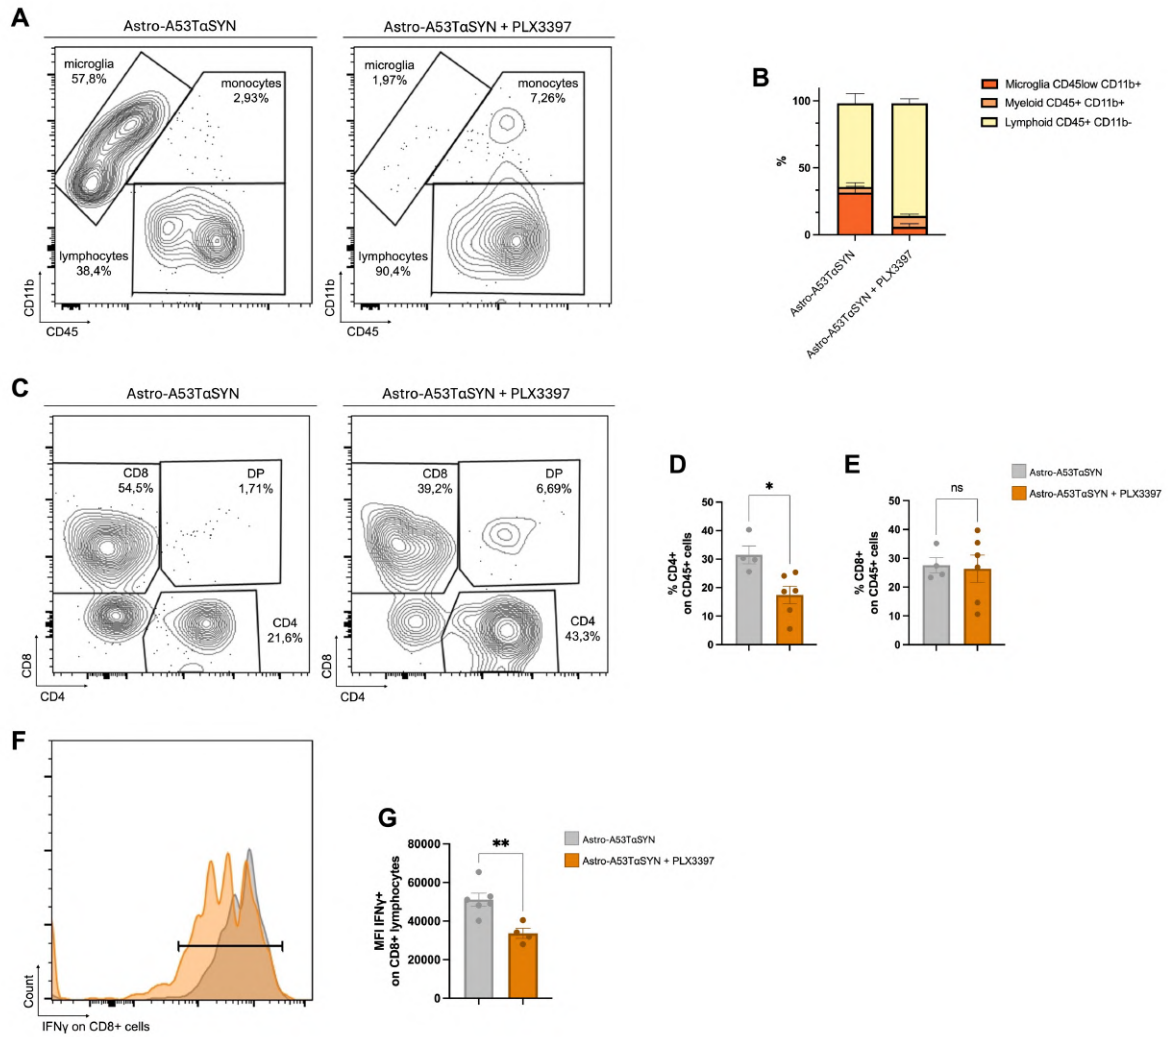 A
Astro-A53TαSYN
Astro-A53TαSYN + PLX3397
microglia
57,8%
monocytes
2,93%
lymphocytes
38,4%
CD11b
CD45
microglia
1,97%
monocytes
7,26%
lymphocytes
90,4%
CD11b
CD45
B
100
50
0
%
Astro-A53TαSYN
Astro-A53TαSYN + PLX3397
Microglia CD45low CD11b+
Myeloid CD45+ CD11b+
Lymphoid CD45+ CD11b-
C
Astro-A53TαSYN
Astro-A53TαSYN + PLX3397
CD8
54,5%
DP
1,71%
CD4
21,6%
CD8
CD4
CD8
39,2%
DP
6,69%
CD4
43,3%
CD8
CD4
D
50
40
30
20
10
0
% CD4+
on CD45+ cells
*
E
50
40
30
20
10
0
% CD8+
on CD45+ cells
ns
Astro-A53TαSYN
Astro-A53TαSYN + PLX3397
F
Count
IFNγ on CD8+ cells
G
80000
60000
40000
20000
0
MFI IFNγ+
on CD8+ lymphocytes
**
Astro-A53TαSYN
Astro-A53TαSYN + PLX3397